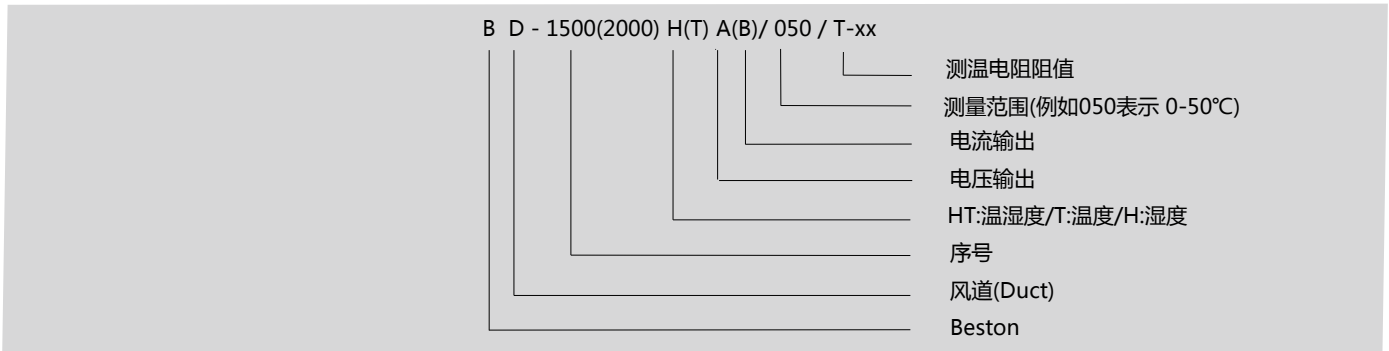 B D - 1500(2000) H(T) A(B)/ 050 / T-xx
测温电阻阻值
测量范围(例如050表示 0-50℃)
电流输出
电压输出
HT:温湿度/T:温度/H:湿度
序号
风道(Duct)
Beston